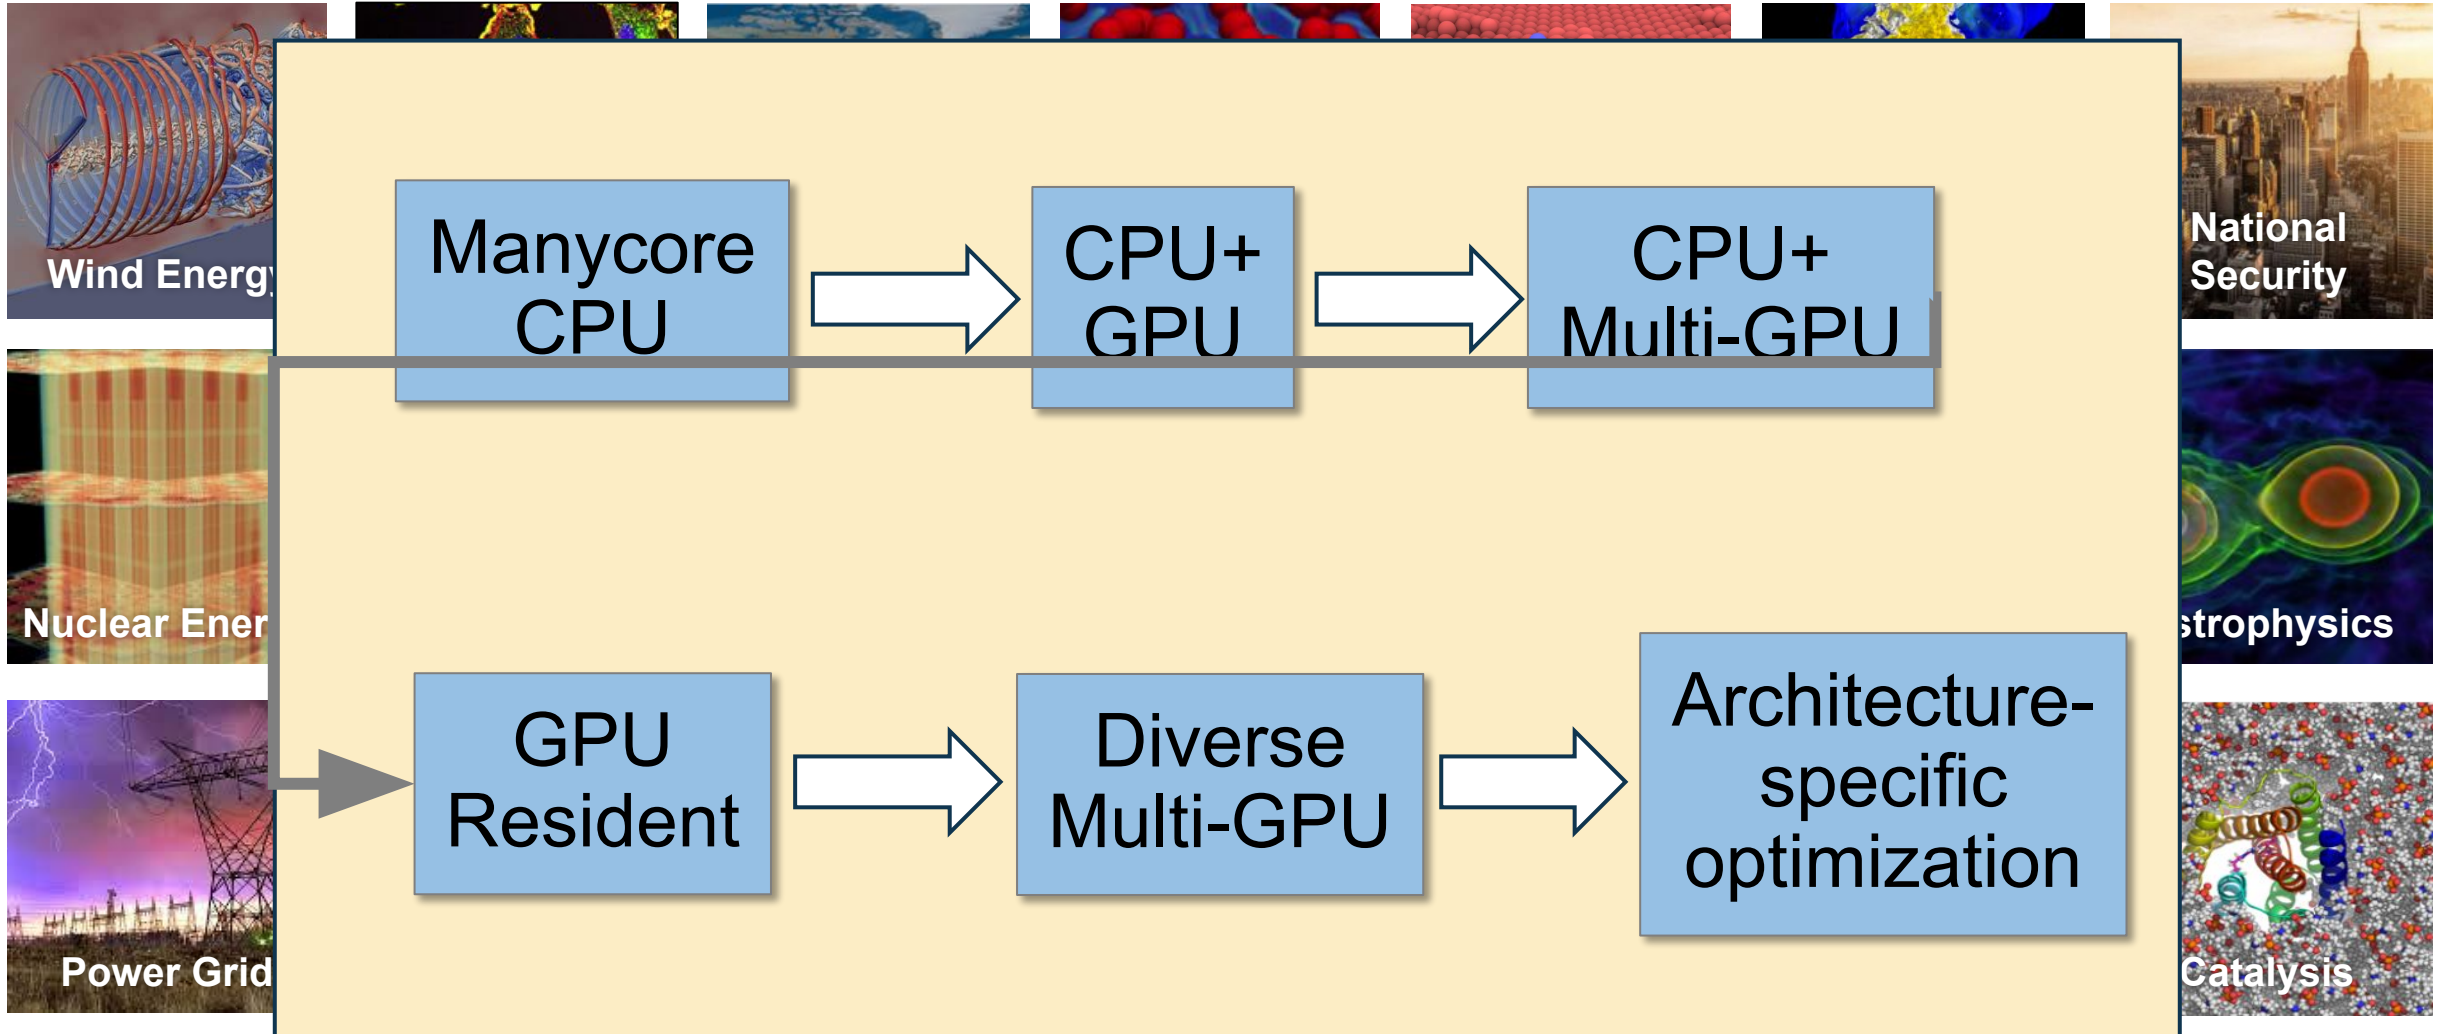 Manycore
CPU
CPU+
GPU
CPU+
Multi-GPU
GPU
Resident
Diverse
Multi-GPU
Architecture-
specific
optimization
Wind Energy
Nuclear Ener
Power Grid
National
Security
strophysics
Catalysis